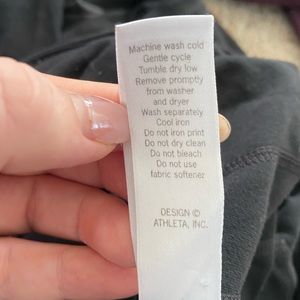 Machine wash cold
Gentle cycle
Tumble dry low
Remove promptly
from washer
and dryer
Wash separately
Cool iron
Do not iron print
Do not dry clean
Do not bleach
Do not use
fabric softener
DESIGN ©
ATHLETA, INC.